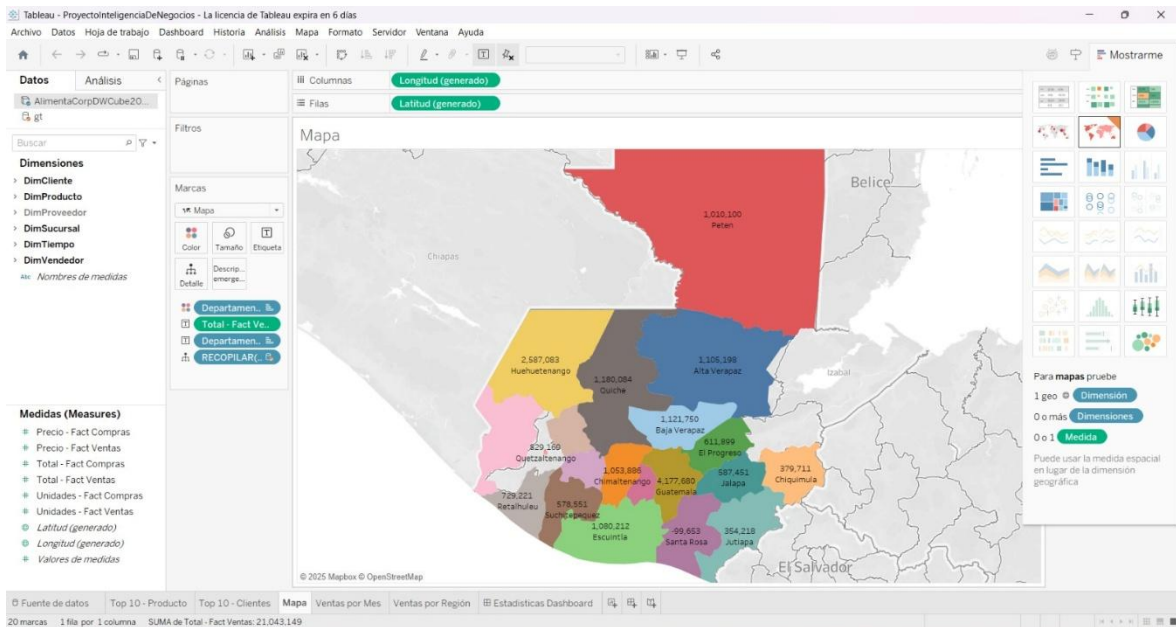 Tableau - ProyectoInteligenciaDeNegocios - La licencia de Tableau expira en 6 días
Archivo Datos Hoja de trabajo Dashboard Historia Análisis Mapa Formato Servidor Ventana Ayuda
Mostrarme
Datos Análisis
AlimentaCorpDWCube20...
gt
Buscar
Dimensiones
DimCliente
DimProducto
DimProveedor
DimSucursal
DimTiempo
DimVendedor
Abc Nombres de medidas
Medidas (Measures)
Precio - Fact Compras
Precio - Fact Ventas
Total - Fact Compras
Total - Fact Ventas
Unidades - Fact Compras
Unidades - Fact Ventas
Latitud (generado)
Longitud (generado)
Valores de medidas
Páginas
Filtros
Marcas
Mapa
Color Tamaño Etiqueta
Detalle Descrip... emerge...
Departamen..
Total - Fact Ve..
Departamen..
RECOPILAR(..
Columnas Longitud (generado)
Filas Latitud (generado)
Mapa
Belice
1,010,100
Peten
Chiapas
2,587,083
Huehuetenango
1,180,084
Quiche
1,105,198
Alta Verapaz
Izabal
1,121,750
Baja Verapaz
611,899
El Progreso
829,160
Quetzaltenango
1,053,886
Chimaltenango
4,177,680
Guatemala
587,451
Jalapa
379,711
Chiquimula
729,221
Retalhuleu
578,551
Suchitepequez
1,080,212
Escuintla
-99,653
Santa Rosa
354,218
Jutiapa
El Salvador
© 2025 Mapbox © OpenStreetMap
Para mapas pruebe
1 geo Dimensión
0 o más Dimensiones
0 o 1 Medida
Puede usar la medida espacial
en lugar de la dimensión
geográfica
Fuente de datos Top 10 - Producto Top 10 - Clientes Mapa Ventas por Mes Ventas por Región Estadisticas Dashboard
20 marcas 1 fila por 1 columna SUMA de Total - Fact Ventas: 21,043,149